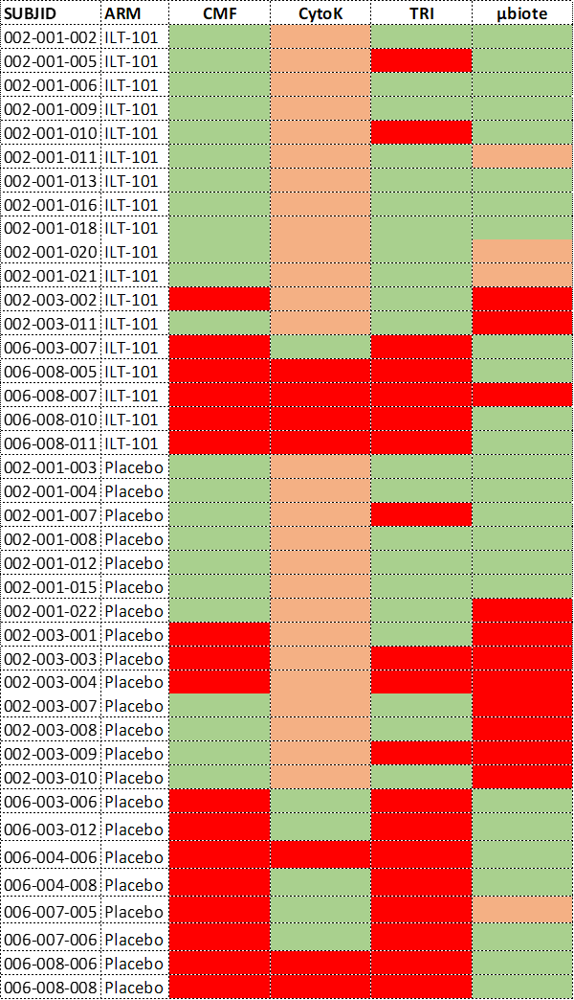 SUBJID ARM CMF CytoK TRI µbiote
002-001-002 ILT-101
002-001-005 ILT-101
002-001-006 ILT-101
002-001-009 ILT-101
002-001-010 ILT-101
002-001-011 ILT-101
002-001-013 ILT-101
002-001-016 ILT-101
002-001-018 ILT-101
002-001-020 ILT-101
002-001-021 ILT-101
002-003-002 ILT-101
002-003-011 ILT-101
006-003-007 ILT-101
006-008-005 ILT-101
006-008-007 ILT-101
006-008-010 ILT-101
006-008-011 ILT-101
002-001-003 Placebo
002-001-004 Placebo
002-001-007 Placebo
002-001-008 Placebo
002-001-012 Placebo
002-001-015 Placebo
002-001-022 Placebo
002-003-001 Placebo
002-003-003 Placebo
002-003-004 Placebo
002-003-007 Placebo
002-003-008 Placebo
002-003-009 Placebo
002-003-010 Placebo
006-003-006 Placebo
006-003-012 Placebo
006-004-006 Placebo
006-004-008 Placebo
006-007-005 Placebo
006-007-006 Placebo
006-008-006 Placebo
006-008-008 Placebo